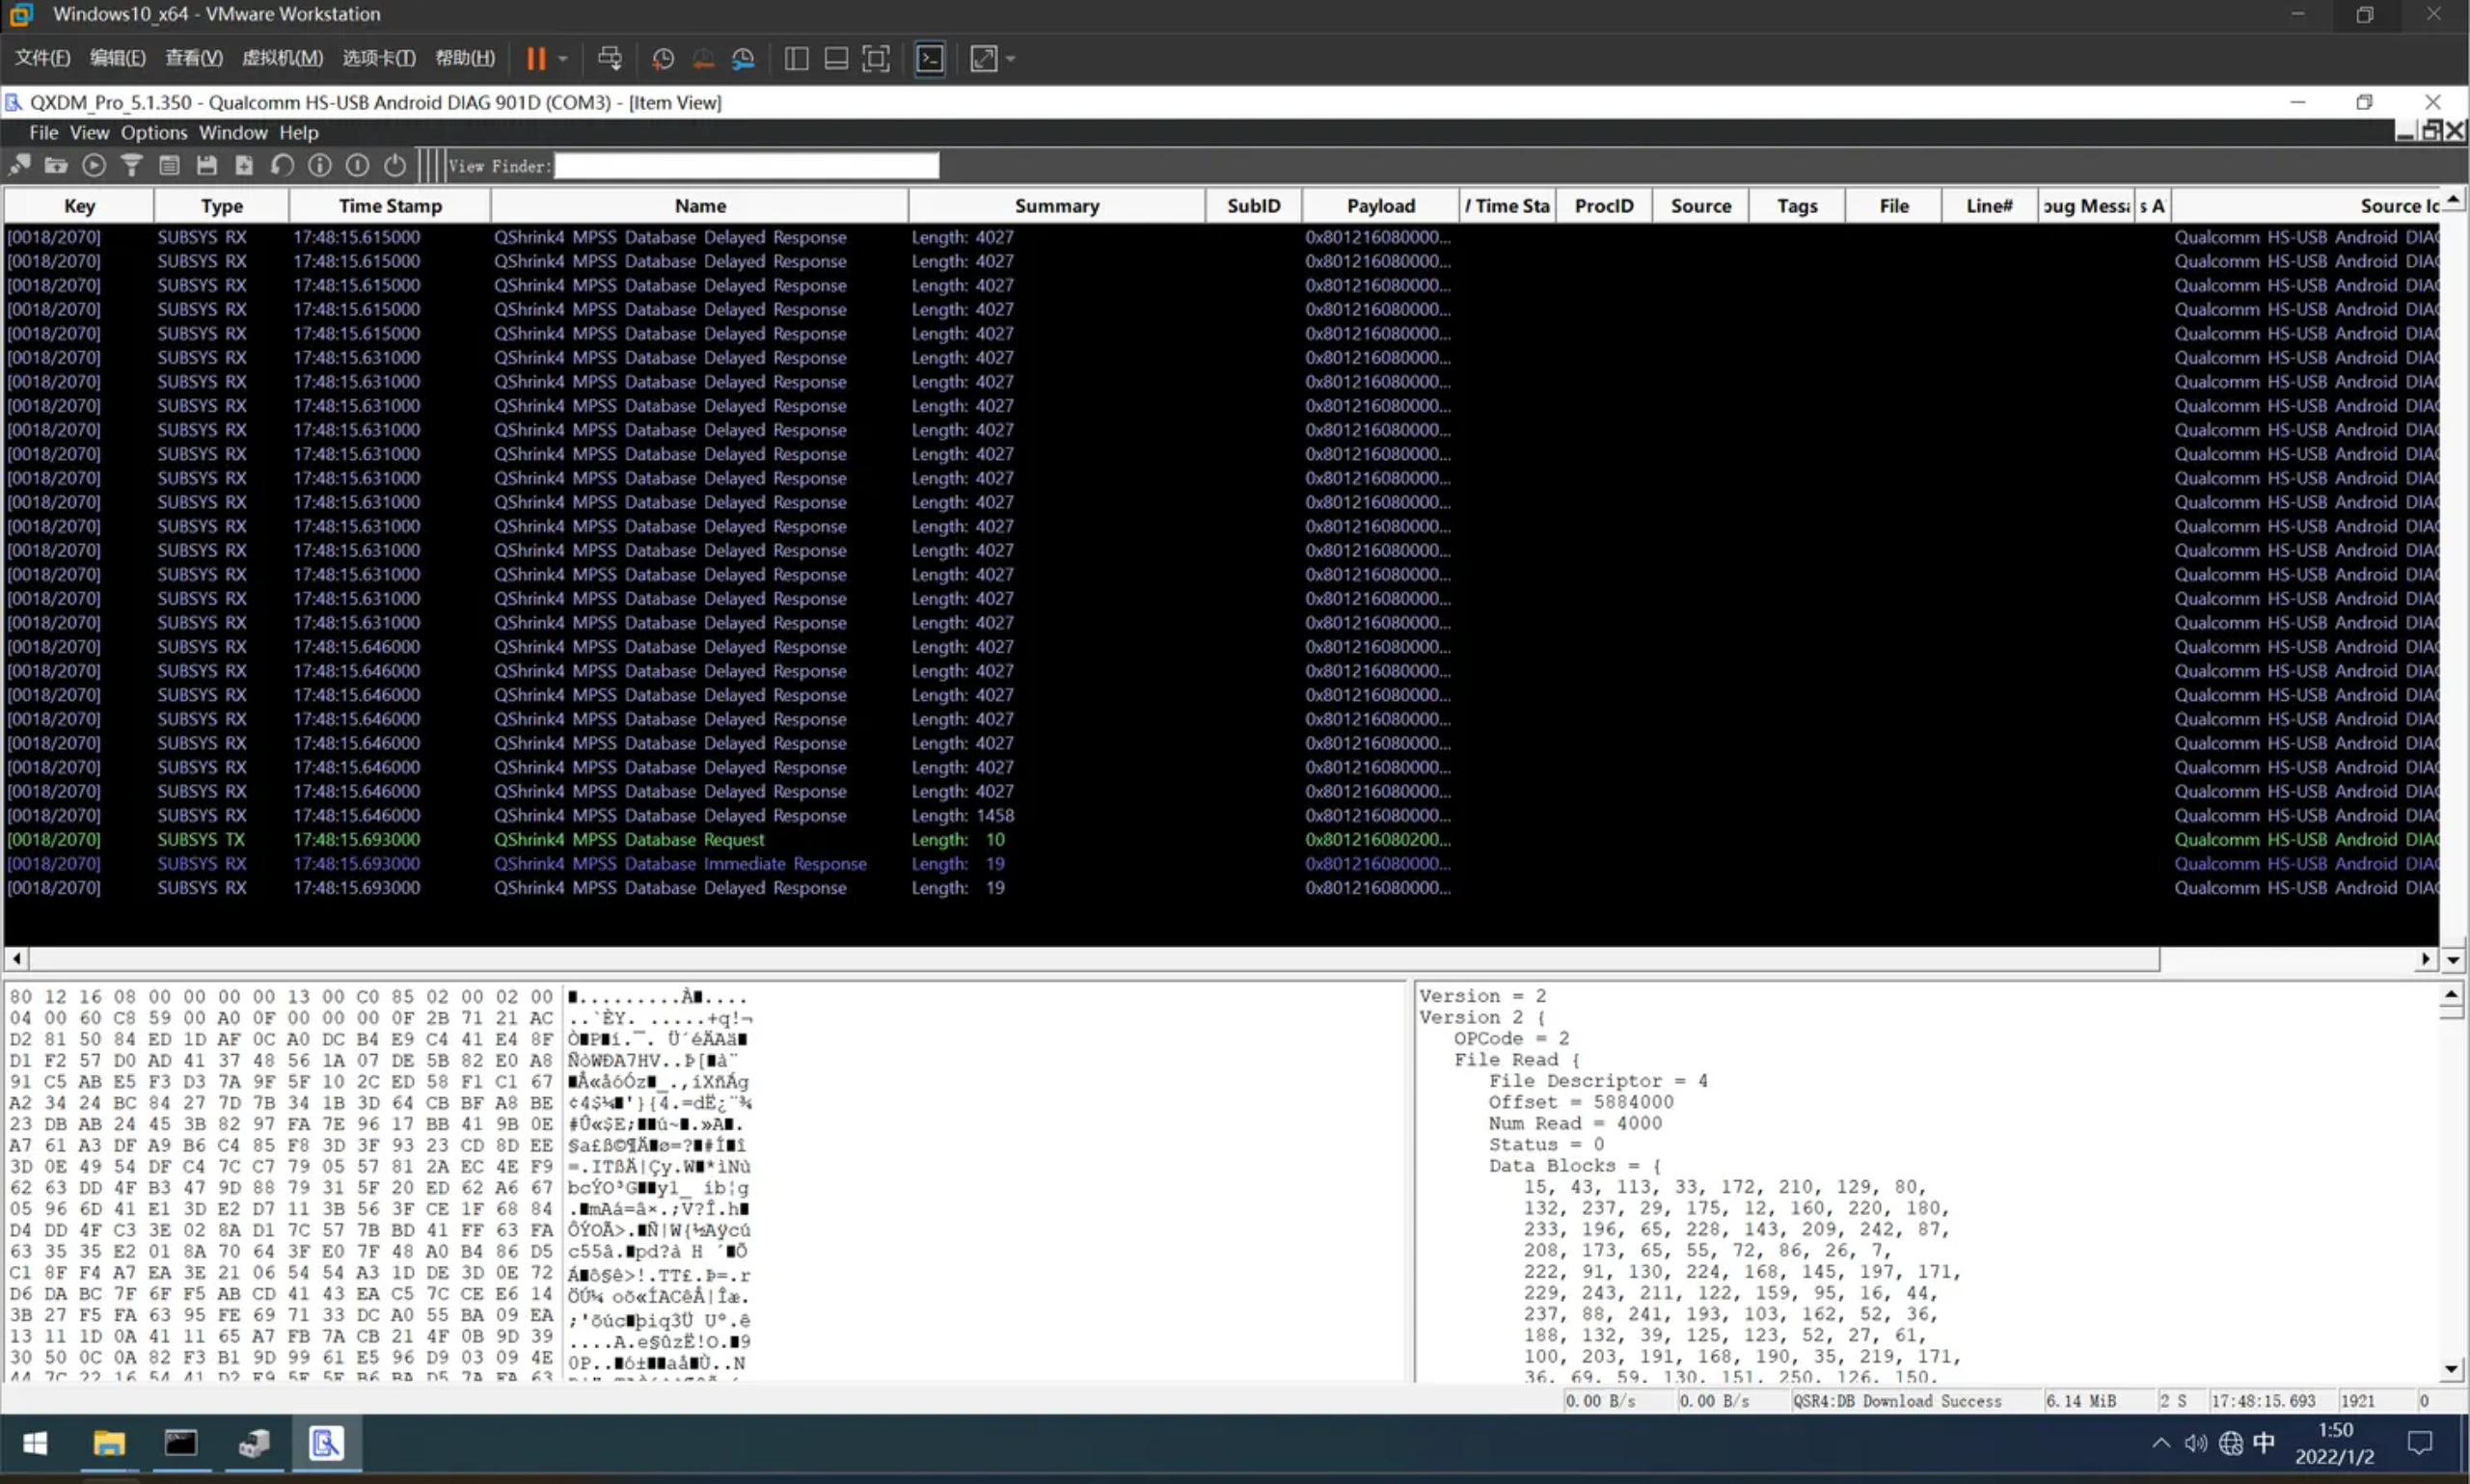 Windows10_x64 - VMware Workstation
文件(F) 编辑(E) 查看(V) 虚拟机(M) 选项卡(T) 帮助(H)
QXDM_Pro_5.1.350 - Qualcomm HS-USB Android DIAG 901D (COM3) - [Item View]
File View Options Window Help
View Finder:
Key Type Time Stamp Name Summary SubID Payload / Time Sta ProcID Source Tags File Line# oug Messa s A Source Ic
[0018/2070] SUBSYS RX 17:48:15.615000 QShrink4 MPSS Database Delayed Response Length: 4027 0x801216080000... Qualcomm HS-USB Android DIAG
[0018/2070] SUBSYS RX 17:48:15.615000 QShrink4 MPSS Database Delayed Response Length: 4027 0x801216080000... Qualcomm HS-USB Android DIAG
[0018/2070] SUBSYS RX 17:48:15.615000 QShrink4 MPSS Database Delayed Response Length: 4027 0x801216080000... Qualcomm HS-USB Android DIAG
[0018/2070] SUBSYS RX 17:48:15.615000 QShrink4 MPSS Database Delayed Response Length: 4027 0x801216080000... Qualcomm HS-USB Android DIAG
[0018/2070] SUBSYS RX 17:48:15.615000 QShrink4 MPSS Database Delayed Response Length: 4027 0x801216080000... Qualcomm HS-USB Android DIAG
[0018/2070] SUBSYS RX 17:48:15.631000 QShrink4 MPSS Database Delayed Response Length: 4027 0x801216080000... Qualcomm HS-USB Android DIAG
[0018/2070] SUBSYS RX 17:48:15.631000 QShrink4 MPSS Database Delayed Response Length: 4027 0x801216080000... Qualcomm HS-USB Android DIAG
[0018/2070] SUBSYS RX 17:48:15.631000 QShrink4 MPSS Database Delayed Response Length: 4027 0x801216080000... Qualcomm HS-USB Android DIAG
[0018/2070] SUBSYS RX 17:48:15.631000 QShrink4 MPSS Database Delayed Response Length: 4027 0x801216080000... Qualcomm HS-USB Android DIAG
[0018/2070] SUBSYS RX 17:48:15.631000 QShrink4 MPSS Database Delayed Response Length: 4027 0x801216080000... Qualcomm HS-USB Android DIAG
[0018/2070] SUBSYS RX 17:48:15.631000 QShrink4 MPSS Database Delayed Response Length: 4027 0x801216080000... Qualcomm HS-USB Android DIAG
[0018/2070] SUBSYS RX 17:48:15.631000 QShrink4 MPSS Database Delayed Response Length: 4027 0x801216080000... Qualcomm HS-USB Android DIAG
[0018/2070] SUBSYS RX 17:48:15.631000 QShrink4 MPSS Database Delayed Response Length: 4027 0x801216080000... Qualcomm HS-USB Android DIAG
[0018/2070] SUBSYS RX 17:48:15.631000 QShrink4 MPSS Database Delayed Response Length: 4027 0x801216080000... Qualcomm HS-USB Android DIAG
[0018/2070] SUBSYS RX 17:48:15.631000 QShrink4 MPSS Database Delayed Response Length: 4027 0x801216080000... Qualcomm HS-USB Android DIAG
[0018/2070] SUBSYS RX 17:48:15.631000 QShrink4 MPSS Database Delayed Response Length: 4027 0x801216080000... Qualcomm HS-USB Android DIAG
[0018/2070] SUBSYS RX 17:48:15.631000 QShrink4 MPSS Database Delayed Response Length: 4027 0x801216080000... Qualcomm HS-USB Android DIAG
[0018/2070] SUBSYS RX 17:48:15.646000 QShrink4 MPSS Database Delayed Response Length: 4027 0x801216080000... Qualcomm HS-USB Android DIAG
[0018/2070] SUBSYS RX 17:48:15.646000 QShrink4 MPSS Database Delayed Response Length: 4027 0x801216080000... Qualcomm HS-USB Android DIAG
[0018/2070] SUBSYS RX 17:48:15.646000 QShrink4 MPSS Database Delayed Response Length: 4027 0x801216080000... Qualcomm HS-USB Android DIAG
[0018/2070] SUBSYS RX 17:48:15.646000 QShrink4 MPSS Database Delayed Response Length: 4027 0x801216080000... Qualcomm HS-USB Android DIAG
[0018/2070] SUBSYS RX 17:48:15.646000 QShrink4 MPSS Database Delayed Response Length: 4027 0x801216080000... Qualcomm HS-USB Android DIAG
[0018/2070] SUBSYS RX 17:48:15.646000 QShrink4 MPSS Database Delayed Response Length: 4027 0x801216080000... Qualcomm HS-USB Android DIAG
[0018/2070] SUBSYS RX 17:48:15.646000 QShrink4 MPSS Database Delayed Response Length: 4027 0x801216080000... Qualcomm HS-USB Android DIAG
[0018/2070] SUBSYS RX 17:48:15.646000 QShrink4 MPSS Database Delayed Response Length: 1458 0x801216080000... Qualcomm HS-USB Android DIAG
[0018/2070] SUBSYS TX 17:48:15.693000 QShrink4 MPSS Database Request Length: 10 0x801216080200... Qualcomm HS-USB Android DIAG
[0018/2070] SUBSYS RX 17:48:15.693000 QShrink4 MPSS Database Immediate Response Length: 19 0x801216080000... Qualcomm HS-USB Android DIAG
[0018/2070] SUBSYS RX 17:48:15.693000 QShrink4 MPSS Database Delayed Response Length: 19 0x801216080000... Qualcomm HS-USB Android DIAG
80 12 16 08 00 00 00 00 13 00 C0 85 02 00 02 00
04 00 60 C8 59 00 A0 0F 00 00 00 0F 2B 71 21 AC
D2 81 50 84 ED 1D AF 0C A0 DC B4 E9 C4 41 E4 8F
D1 F2 57 D0 AD 41 37 48 56 1A 07 DE 5B 82 E0 A8
91 C5 AB E5 F3 D3 7A 9F 5F 10 2C ED 58 F1 C1 67
A2 34 24 BC 84 27 7D 7B 34 1B 3D 64 CB BF A8 BE
23 DB AB 24 45 3B 82 97 FA 7E 96 17 BB 41 9B 0E
A7 61 A3 DF A9 B6 C4 85 F8 3D 3F 93 23 CD 8D EE
3D 0E 49 54 DF C4 7C C7 79 05 57 81 2A EC 4E F9
62 63 DD 4F B3 47 9D 88 79 31 5F 20 ED 62 A6 67
05 96 6D 41 E1 3D E2 D7 11 3B 56 3F CE 1F 68 84
D4 DD 4F C3 3E 02 8A D1 7C 57 7B BD 41 FF 63 FA
63 35 35 E2 01 8A 70 64 3F E0 7F 48 A0 B4 86 D5
C1 8F F4 A7 EA 3E 21 06 54 54 A3 1D DE 3D 0E 72
D6 DA BC 7F 6F F5 AB CD 41 43 EA C5 7C CE E6 14
3B 27 F5 FA 63 95 FE 69 71 33 DC A0 55 BA 09 EA
13 11 1D 0A 41 11 65 A7 FB 7A CB 21 4F 0B 9D 39
30 50 0C 0A 82 F3 B1 9D 99 61 E5 96 D9 03 09 4E
Version = 2
Version 2 {
OPCode = 2
File Read {
File Descriptor = 4
Offset = 5884000
Num Read = 4000
Status = 0
Data Blocks = {
15, 43, 113, 33, 172, 210, 129, 80,
132, 237, 29, 175, 12, 160, 220, 180,
233, 196, 65, 228, 143, 209, 242, 87,
208, 173, 65, 55, 72, 86, 26, 7,
222, 91, 130, 224, 168, 145, 197, 171,
229, 243, 211, 122, 159, 95, 16, 44,
237, 88, 241, 193, 103, 162, 52, 36,
188, 132, 39, 125, 123, 52, 27, 61,
100, 203, 191, 168, 190, 35, 219, 171,
36, 69, 59, 130, 151, 250, 126, 150,
0.00 B/s 0.00 B/s QSR4:DB Download Success 6.14 MiB 2 S 17:48:15.693 1921 0
中 1:50
2022/1/2